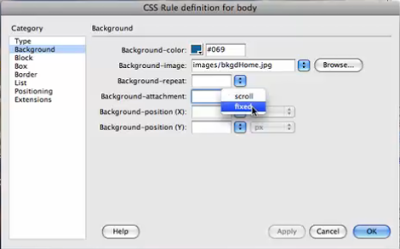 CSS Rule definition for body
Category
Type
Background
Block
Box
Border
List
Positioning
Extensions
Background
Background-color: #069
Background-image: images/bkgdHome.jpg Browse...
Background-repeat:
Background-attachment:
scroll
fixed
Background-position (X): px
Background-position (Y): px
Help Apply Cancel OK